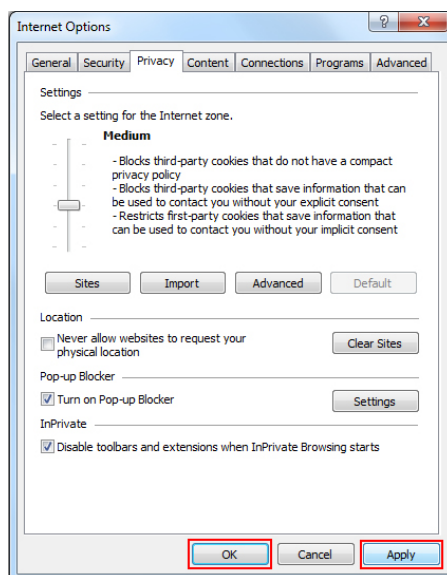 Internet Options
?
X
General Security Privacy Content Connections Programs Advanced
Settings
Select a setting for the Internet zone.
Medium
- Blocks third-party cookies that do not have a compact
privacy policy
- Blocks third-party cookies that save information that can
be used to contact you without your explicit consent
- Restricts first-party cookies that save information that
can be used to contact you without your implicit consent
Sites Import Advanced Default
Location
Never allow websites to request your
physical location
Clear Sites
Pop-up Blocker
Turn on Pop-up Blocker
Settings
InPrivate
Disable toolbars and extensions when InPrivate Browsing starts
OK Cancel Apply